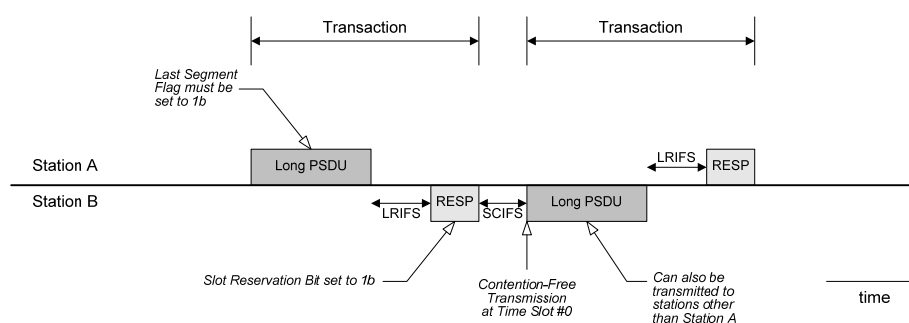 Transaction
Transaction
Last Segment
Flag must be
set to 1b
Station A
Long PSDU
LRIFS
RESP
Station B
LRIFS
RESP
SCIFS
Long PSDU
Slot Reservation Bit set to 1b
Contention-Free
Transmission
at Time Slot #0
Can also be
transmitted to
stations other
than Station A
time